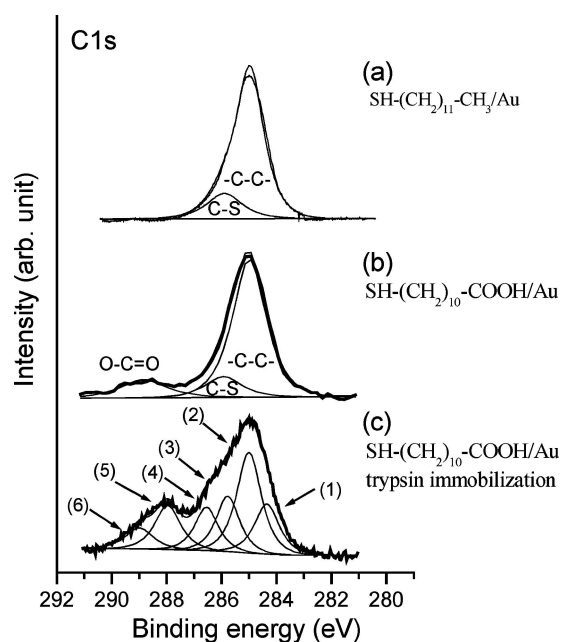 C1s
(a)
SH-(CH₂)₁₁-CH₃/Au
-C-C-
C-S
(b)
SH-(CH₂)₁₀-COOH/Au
O-C=O
-C-C-
C-S
(c)
SH-(CH₂)₁₀-COOH/Au
trypsin immobilization
(2)
(3)
(4)
(5)
(6)
(1)
Intensity (arb. unit)
292 290 288 286 284 282 280
Binding energy (eV)